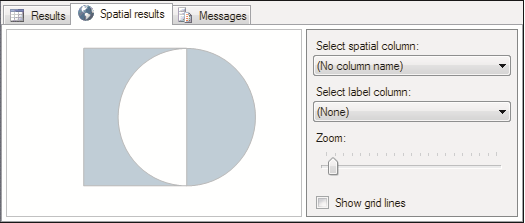 Results
Spatial results
Messages
Select spatial column:
(No column name)
Select label column:
(None)
Zoom:
Show grid lines